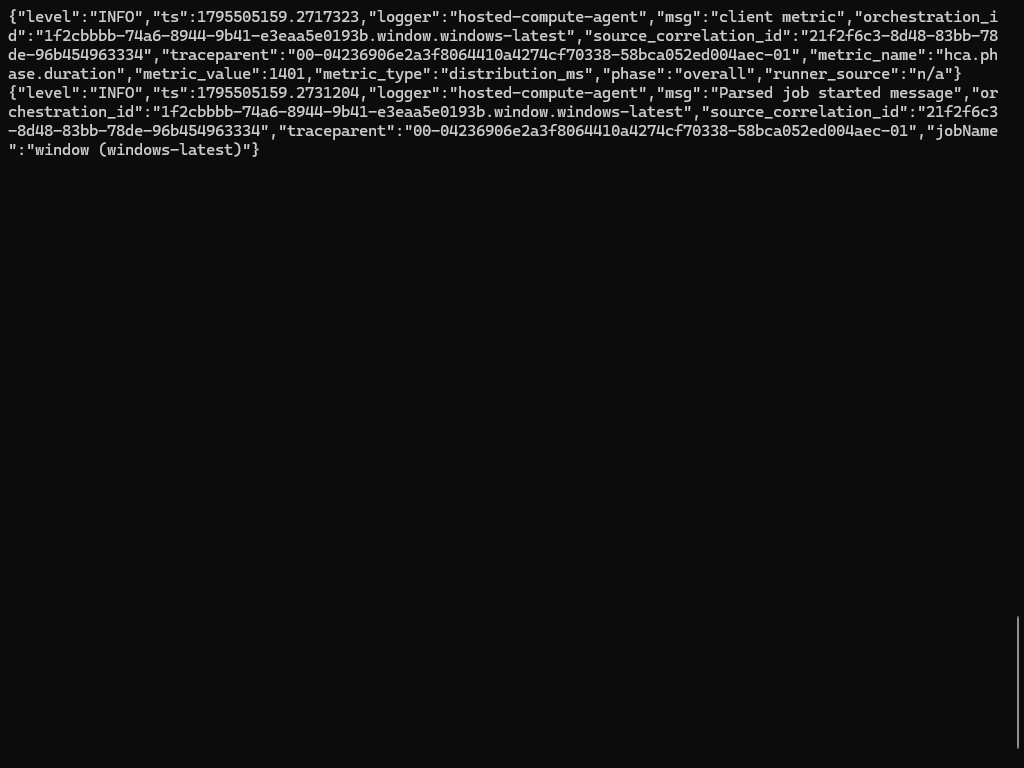 {"level":"INFO","ts":1795505159.2717323,"logger":"hosted-compute-agent","msg":"client metric","orchestration_i
d":"1f2cbbbb-74a6-8944-9b41-e3eaa5e0193b.window.windows-latest","source_correlation_id":"21f2f6c3-8d48-83bb-78
de-96b454963334","traceparent":"00-04236906e2a3f8064410a4274cf70338-58bca052ed004aec-01","metric_name":"hca.ph
ase.duration","metric_value":1401,"metric_type":"distribution_ms","phase":"overall","runner_source":"n/a"}
{"level":"INFO","ts":1795505159.2731204,"logger":"hosted-compute-agent","msg":"Parsed job started message","or
chestration_id":"1f2cbbbb-74a6-8944-9b41-e3eaa5e0193b.window.windows-latest","source_correlation_id":"21f2f6c3
-8d48-83bb-78de-96b454963334","traceparent":"00-04236906e2a3f8064410a4274cf70338-58bca052ed004aec-01","jobName
":"window (windows-latest)"}